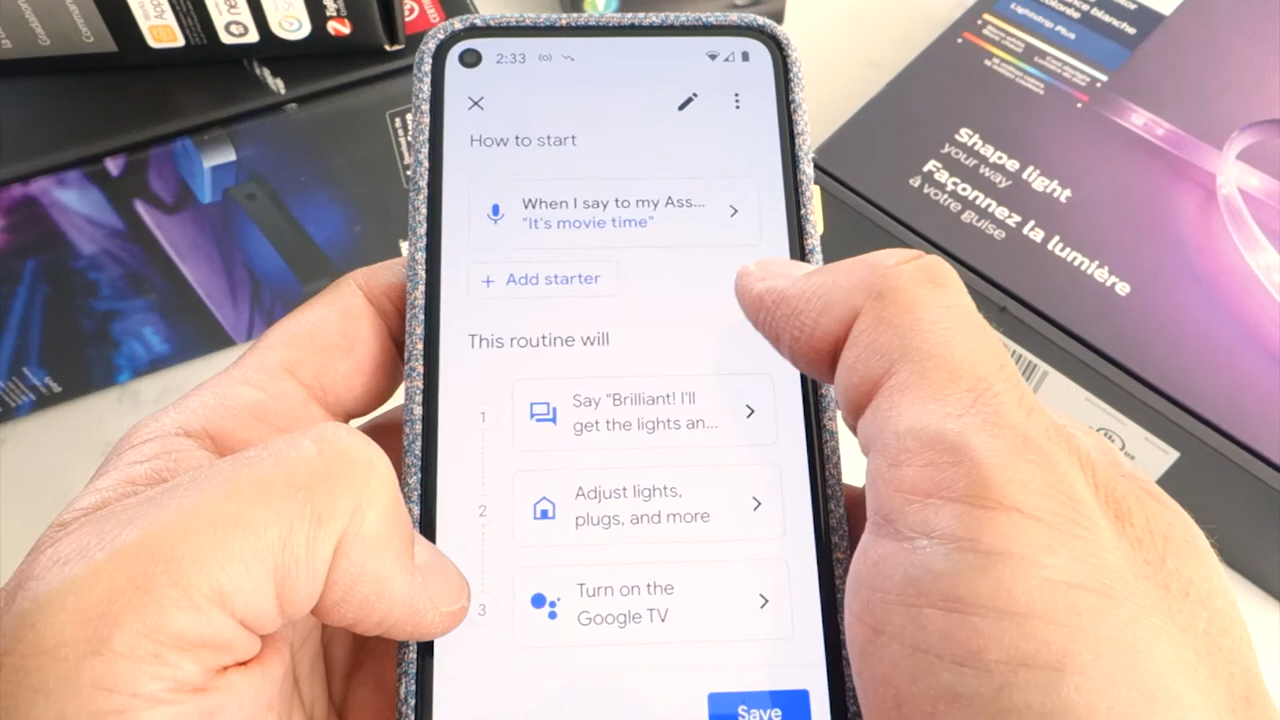 2:33
How to start
When I say to my Ass...
"It's movie time"
+ Add starter
This routine will
1
Say "Brilliant! I'll
get the lights an...
2
Adjust lights,
plugs, and more
3
Turn on the
Google TV
Save
Lightstrip Plus
Shape light
your way
Façonnez la lumière
à votre guise